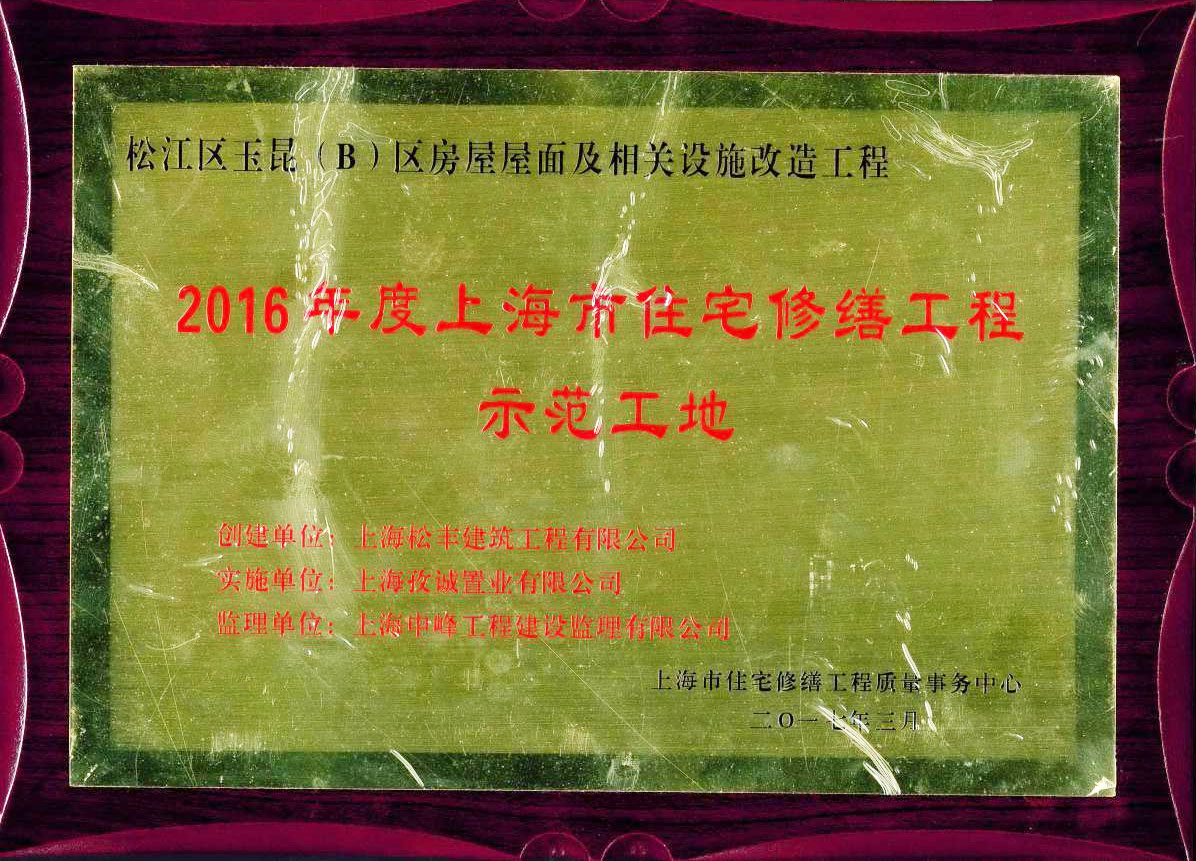 松江区玉昆（B）区房屋屋面及相关设施改造工程
2016年度上海市住宅修缮工程
示范工地
创建单位：上海松丰建筑工程有限公司
实施单位：上海孜诚置业有限公司
监理单位：上海申峰工程建设监理有限公司
上海市住宅修缮工程质量事务中心
二〇一七年三月